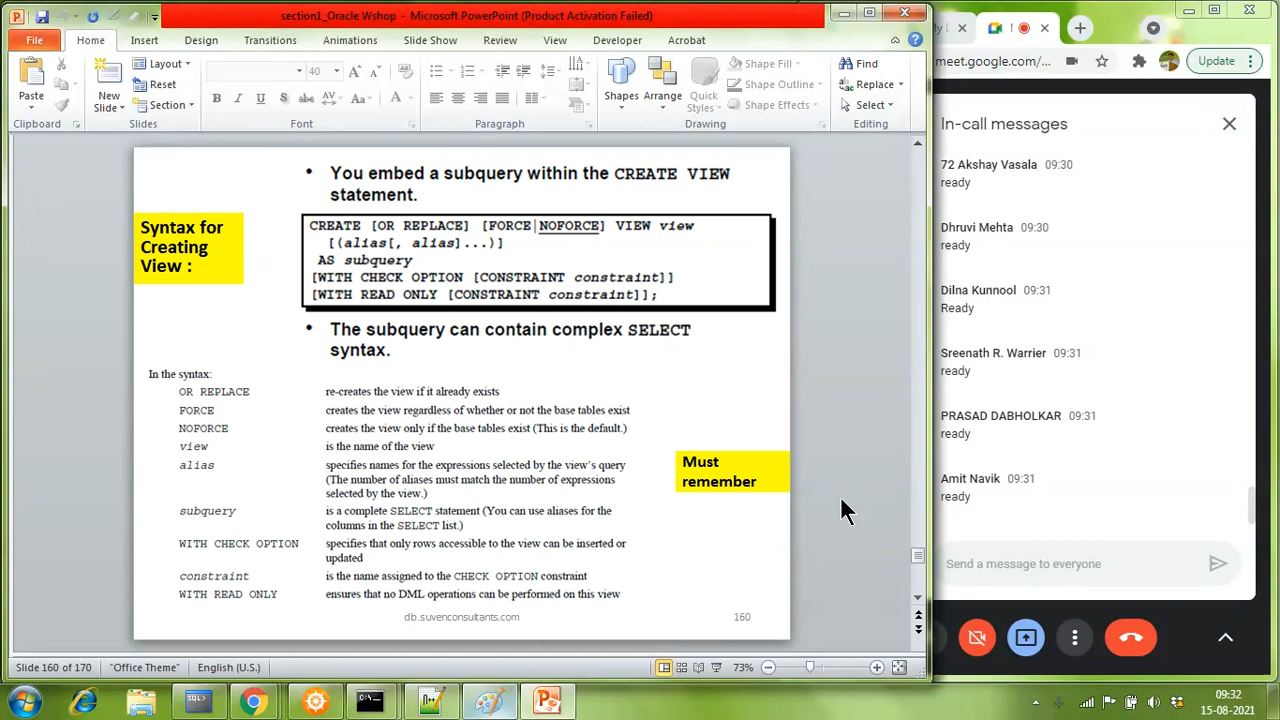 section1_Oracle Wshop - Microsoft PowerPoint (Product Activation Failed)
File Home Insert Design Transitions Animations Slide Show Review View Developer Acrobat
Paste
Clipboard
New
Slide
Layout
Reset
Section
Slides
40
B I U S abc AV Aa A
Font
Paragraph
Shapes
Arrange
Quick
Styles
Shape Fill
Shape Outline
Shape Effects
Drawing
Find
Replace
Select
Editing
• You embed a subquery within the CREATE VIEW
statement.
Syntax for
Creating
View :
CREATE [OR REPLACE] [FORCE|NOFORCE] VIEW view
[(alias[, alias]...)]
AS subquery
[WITH CHECK OPTION [CONSTRAINT constraint]]
[WITH READ ONLY [CONSTRAINT constraint]];
• The subquery can contain complex SELECT
syntax.
In the syntax:
OR REPLACE re-creates the view if it already exists
FORCE creates the view regardless of whether or not the base tables exist
NOFORCE creates the view only if the base tables exist (This is the default.)
view is the name of the view
alias specifies names for the expressions selected by the view's query
(The number of aliases must match the number of expressions
selected by the view.)
subquery is a complete SELECT statement (You can use aliases for the
columns in the SELECT list.)
WITH CHECK OPTION specifies that only rows accessible to the view can be inserted or
updated
constraint is the name assigned to the CHECK OPTION constraint
WITH READ ONLY ensures that no DML operations can be performed on this view
Must
remember
db.suvenconsultants.com 160
Slide 160 of 170 "Office Theme" English (U.S.) 73%
meet.google.com/...
Update
In-call messages
72 Akshay Vasala 09:30
ready
Dhruvi Mehta 09:31
ready
Dilna Kunnool 09:31
Ready
Sreenath R. Warrier 09:31
ready
PRASAD DABHOLKAR 09:31
ready
Amit Navik 09:31
ready
Send a message to everyone
09:32
15-08-2021